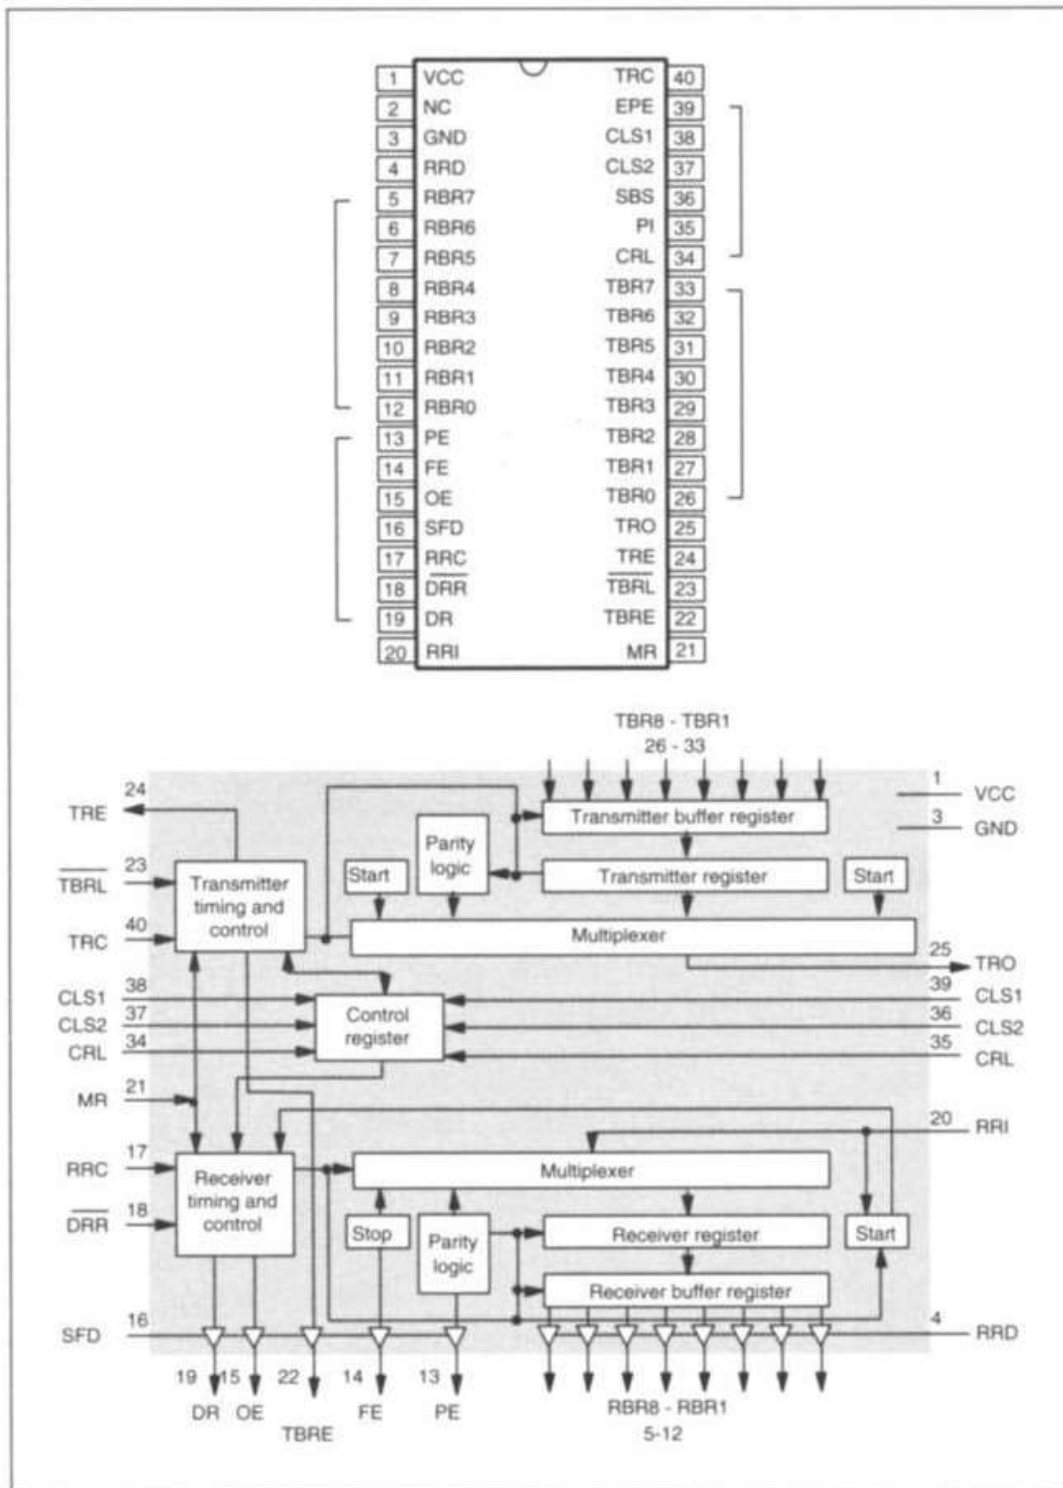 1 VCC TRC 40
2 NC EPE 39
3 GND CLS1 38
4 RRD CLS2 37
5 RBR7 SBS 36
6 RBR6 PI 35
7 RBR5 CRL 34
8 RBR4 TBR7 33
9 RBR3 TBR6 32
10 RBR2 TBR5 31
11 RBR1 TBR4 30
12 RBR0 TBR3 29
13 PE TBR2 28
14 FE TBR1 27
15 OE TBR0 26
16 SFD TRO 25
17 RRC TRE 24
18 D̅R̅R̅ T̅B̅R̅L̅ 23
19 DR TBRE 22
20 RRI MR 21
TBR8 - TBR1
26 - 33
24 1
TRE VCC
Transmitter buffer register
3
GND
Parity
logic
23
T̅B̅R̅L̅
Transmitter
timing and
control
Start
Transmitter register
Start
40
TRC
Multiplexer
25
TRO
38 39
CLS1 CLS1
37 36
CLS2 CLS2
34 35
CRL CRL
Control
register
21
MR
20
RRI
17
RRC
Receiver
timing and
control
Multiplexer
18
D̅R̅R̅
Stop
Parity
logic
Receiver register
Start
Receiver buffer register
16 4
SFD RRD
19 15 22 14 13
DR OE FE PE RBR8 - RBR1
TBRE 5-12